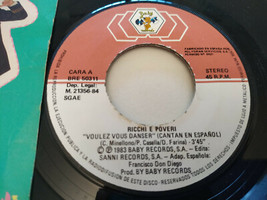 Baby
CARA A
BRE 50311
Dep. Legal:
M. 21356-84
SGAE
STEREO
45 R.P.M.
RICCHI E POVERI
"VOULEZ VOUS DANSER" (CANTAN EN ESPAÑOL)
(C. Minellono/P. Casella/G. Farina) - 3'45"
℗ © 1983 BABY RECORDS, S.A. - Edita:
SANNI RECORDS, S.A. - Adap. Española:
Francisco Don Diego
Prod. BY BABY RECORDS